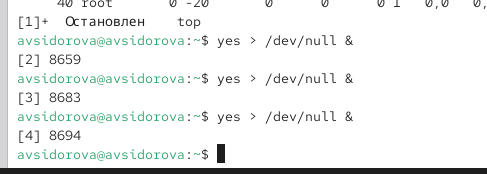 40 root 0 -20 0 0 0 I 0,0 0,
[1]+ Остановлен top
avsidorova@avsidorova:~$ yes > /dev/null &
[2] 8659
avsidorova@avsidorova:~$ yes > /dev/null &
[3] 8683
avsidorova@avsidorova:~$ yes > /dev/null &
[4] 8694
avsidorova@avsidorova:~$